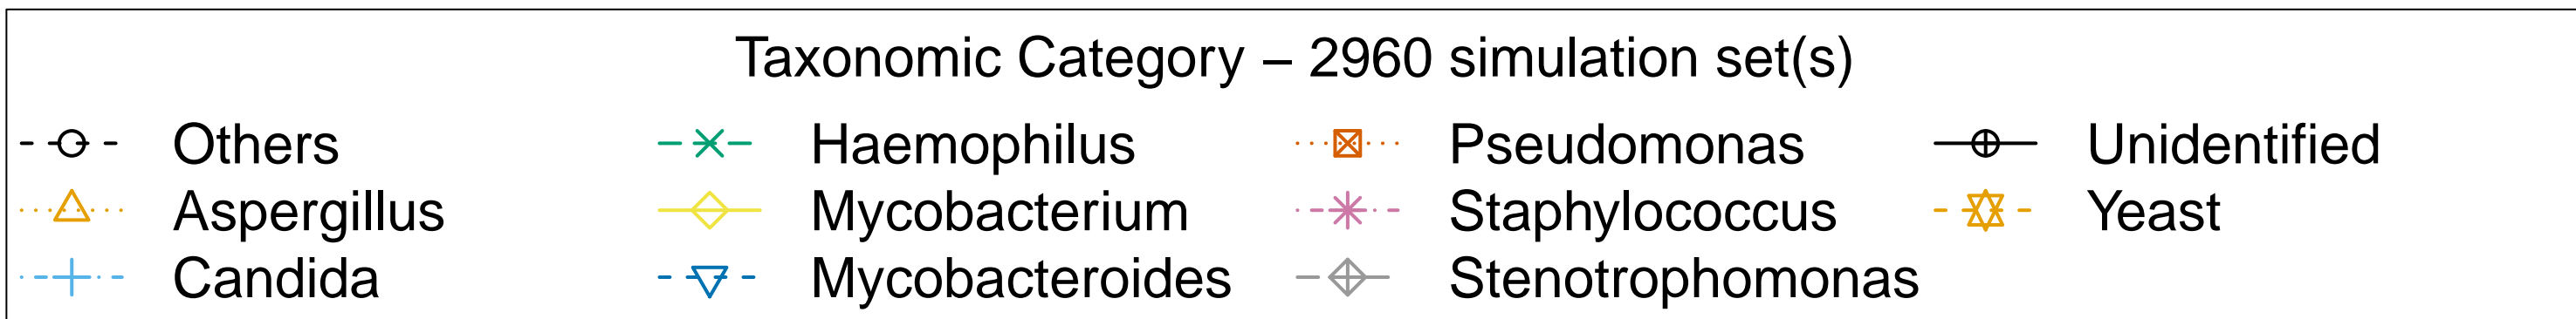 Taxonomic Category – 2960 simulation set(s)
Others Haemophilus Pseudomonas Unidentified
Aspergillus Mycobacterium Staphylococcus Yeast
Candida Mycobacteroides Stenotrophomonas